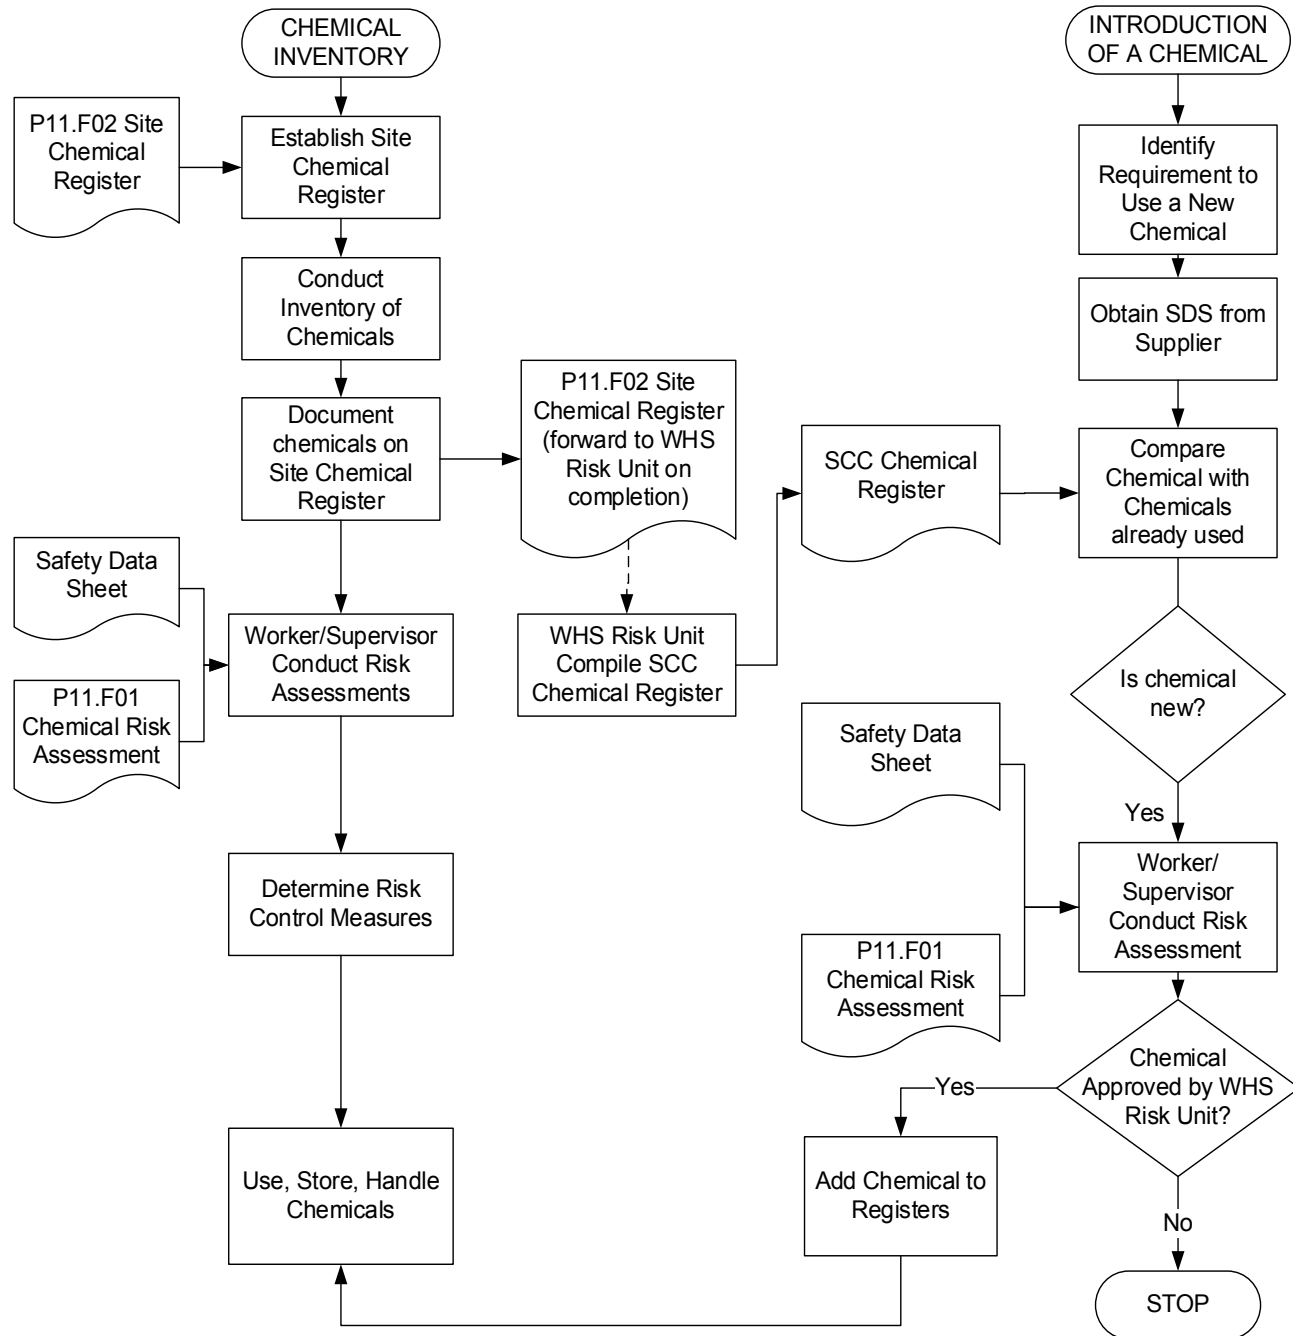 CHEMICAL
INVENTORY
INTRODUCTION
OF A CHEMICAL
P11.F02 Site
Chemical
Register
Establish Site
Chemical
Register
Identify
Requirement to
Use a New
Chemical
Conduct
Inventory of
Chemicals
Obtain SDS from
Supplier
Document
chemicals on
Site Chemical
Register
P11.F02 Site
Chemical Register
(forward to WHS
Risk Unit on
completion)
SCC Chemical
Register
Compare
Chemical with
Chemicals
already used
Safety Data
Sheet
P11.F01
Chemical Risk
Assessment
Worker/Supervisor
Conduct Risk
Assessments
WHS Risk Unit
Compile SCC
Chemical Register
Is chemical
new?
Yes
Safety Data
Sheet
P11.F01
Chemical Risk
Assessment
Worker/
Supervisor
Conduct Risk
Assessment
Determine Risk
Control Measures
Chemical
Approved by WHS
Risk Unit?
Yes
Add Chemical to
Registers
Use, Store, Handle
Chemicals
No
STOP